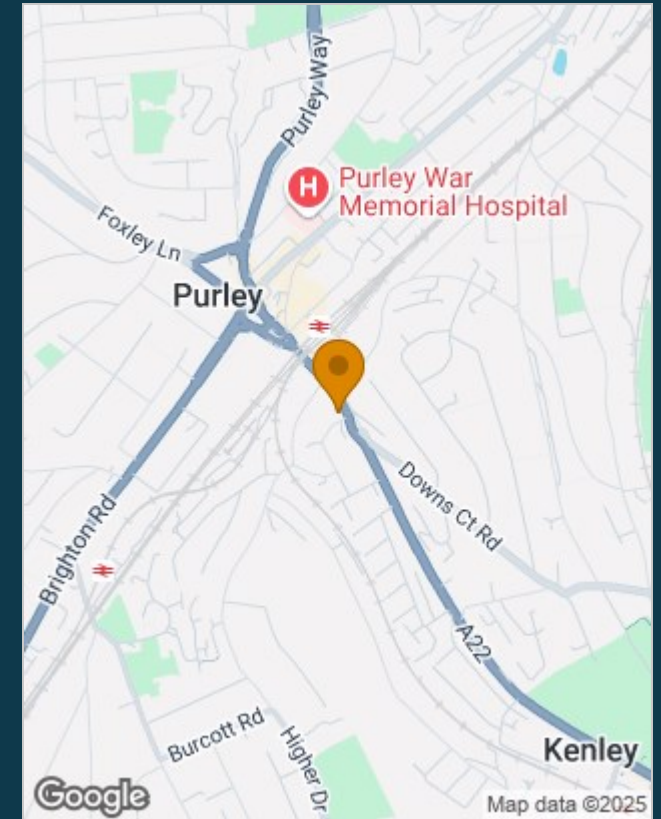 Purley Way
H
Purley War
Memorial Hospital
Foxley Ln
Purley
Downs Ct Rd
Brighton Rd
A22
Burcott Rd
Higher Dr
Kenley
Google
Map data ©2025